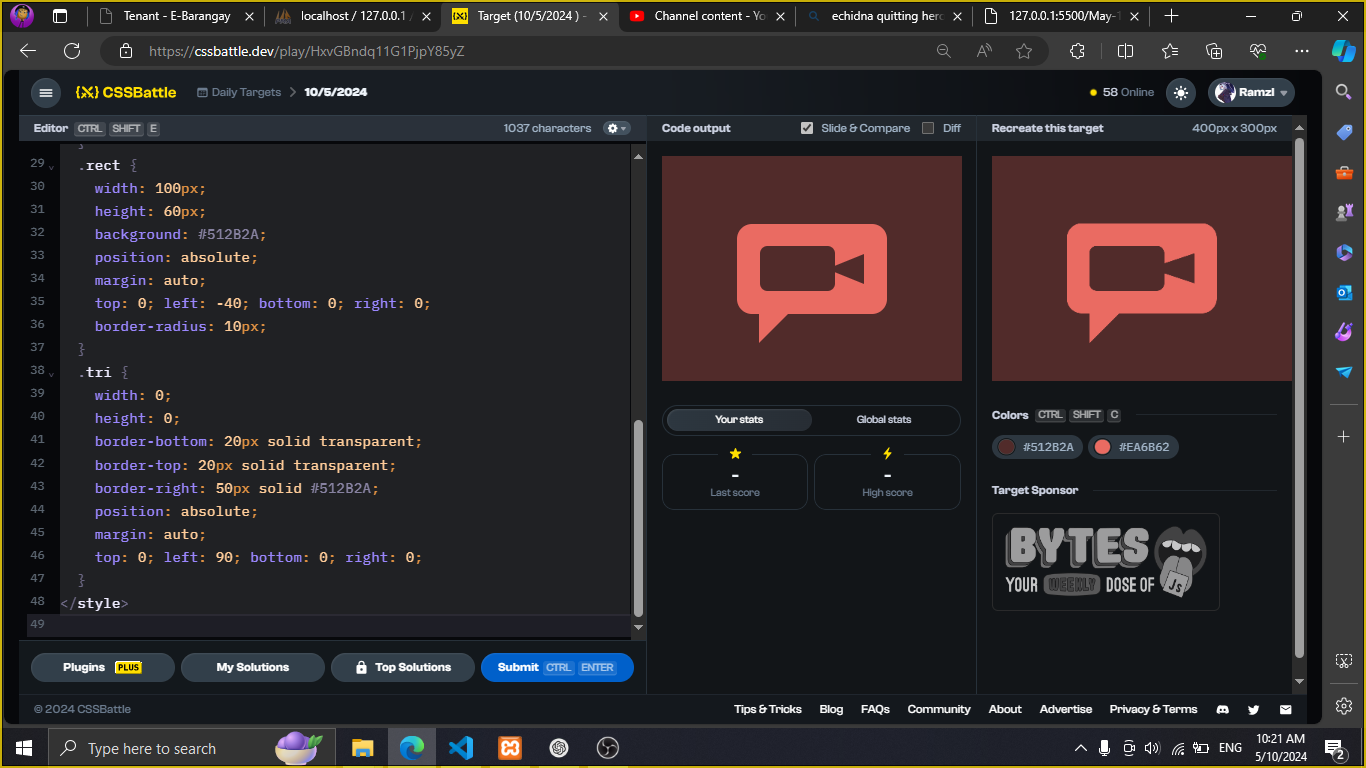 Tenant - E-Barangay
localhost / 127.0.0.1 /
Target (10/5/2024 ) -
Channel content - Yo
echidna quitting hero
127.0.0.1:5500/May-1
https://cssbattle.dev/play/HxvGBndq11G1PjpY85yZ
CSSBattle
Daily Targets
10/5/2024
58 Online
Ramzl
Editor CTRL SHIFT E
1037 characters
Code output
Slide & Compare
Diff
Recreate this target
400px x 300px
}
29 .rect {
30 width: 100px;
31 height: 60px;
32 background: #512B2A;
33 position: absolute;
34 margin: auto;
35 top: 0; left: -40; bottom: 0; right: 0;
36 border-radius: 10px;
37 }
38 .tri {
39 width: 0;
40 height: 0;
41 border-bottom: 20px solid transparent;
42 border-top: 20px solid transparent;
43 border-right: 50px solid #512B2A;
44 position: absolute;
45 margin: auto;
46 top: 0; left: 90; bottom: 0; right: 0;
47 }
48 </style>
49
Your stats
Global stats
-
Last score
-
High score
Colors CTRL SHIFT C
#512B2A
#EA6B62
Target Sponsor
BYTES
YOUR WEEKLY DOSE OF JS
Plugins PLUS
My Solutions
Top Solutions
Submit CTRL ENTER
© 2024 CSSBattle
Tips & Tricks
Blog
FAQs
Community
About
Advertise
Privacy & Terms
Type here to search
ENG
10:21 AM
5/10/2024
2